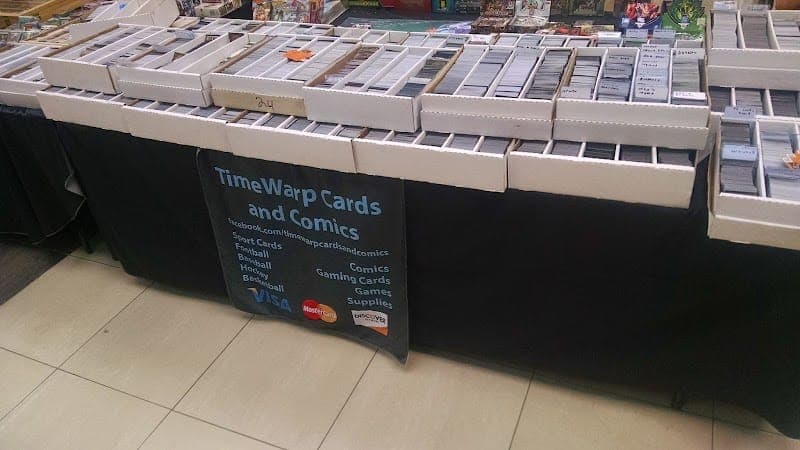 24
TimeWarp Cards
and Comics
facebook.com/timewarpcardsandcomics
Sport Cards
Football
Baseball
Hockey
Basketball
Comics
Gaming Cards
Games
Supplies
VISA
MasterCard
DISCOVER